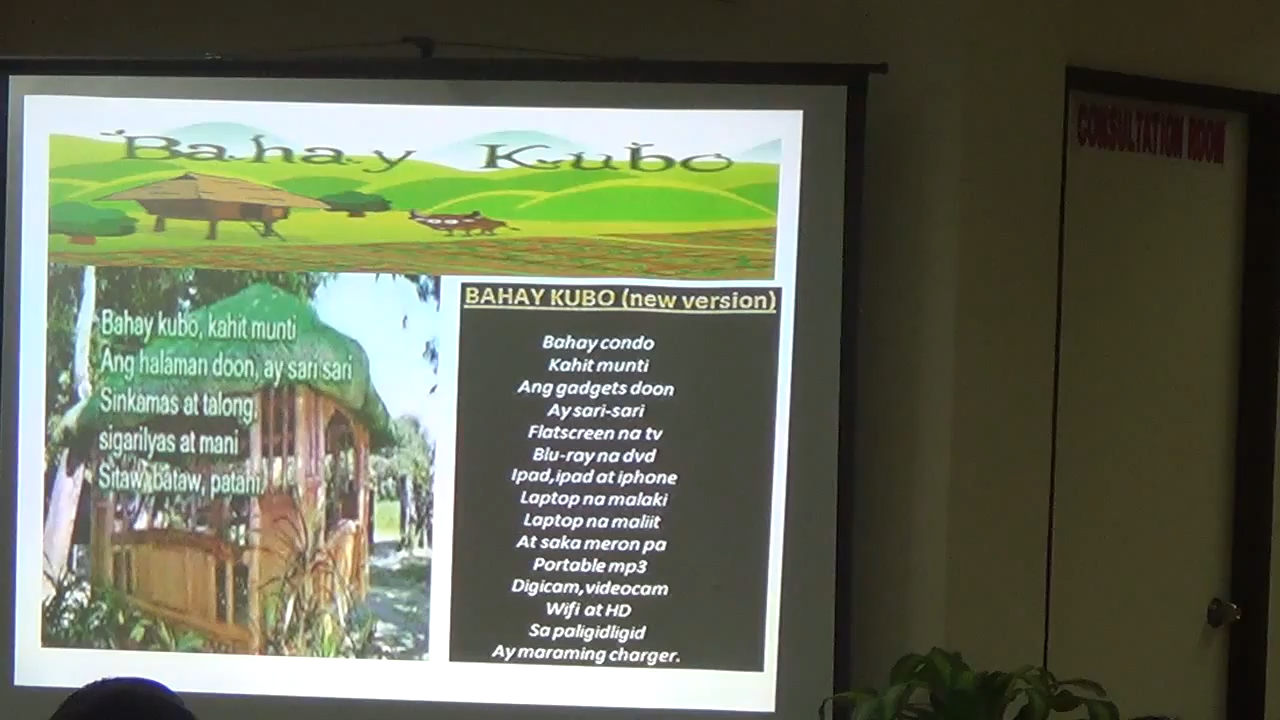 Bahay Kubo
CONSULTATION ROOM
Bahay kubo, kahit munti
Ang halaman doon, ay sari sari
Sinkamas at talong,
sigarilyas at mani
Sitaw, bataw, patani
BAHAY KUBO (new version)
Bahay condo
Kahit munti
Ang gadgets doon
Ay sari-sari
Flatscreen na tv
Blu-ray na dvd
Ipad,ipad at iphone
Laptop na malaki
Laptop na maliit
At saka meron pa
Portable mp3
Digicam,videocam
Wifi at HD
Sa paligidligid
Ay maraming charger.